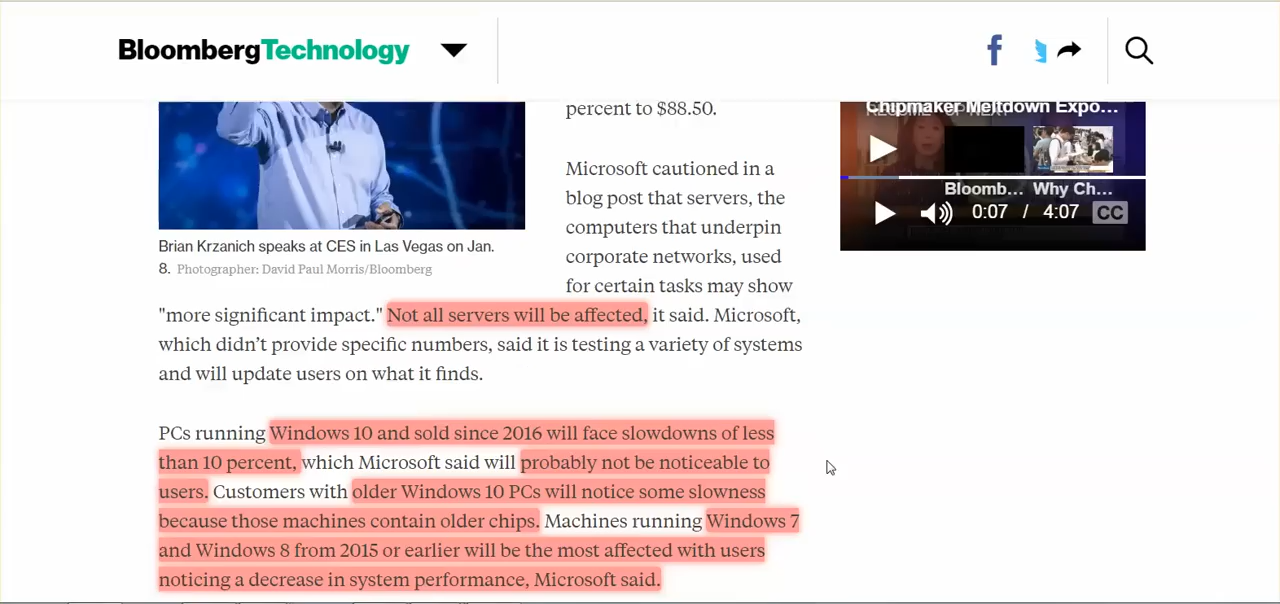 BloombergTechnology
percent to $88.50.
Microsoft cautioned in a
blog post that servers, the
computers that underpin
corporate networks, used
for certain tasks may show
Brian Krzanich speaks at CES in Las Vegas on Jan.
8. Photographer: David Paul Morris/Bloomberg
"more significant impact." Not all servers will be affected, it said. Microsoft,
which didn’t provide specific numbers, said it is testing a variety of systems
and will update users on what it finds.
PCs running Windows 10 and sold since 2016 will face slowdowns of less
than 10 percent, which Microsoft said will probably not be noticeable to
users. Customers with older Windows 10 PCs will notice some slowness
because those machines contain older chips. Machines running Windows 7
and Windows 8 from 2015 or earlier will be the most affected with users
noticing a decrease in system performance, Microsoft said.
Chipmaker Meltdown Expo...
Bloomb... Why Ch...
0:07 / 4:07 CC